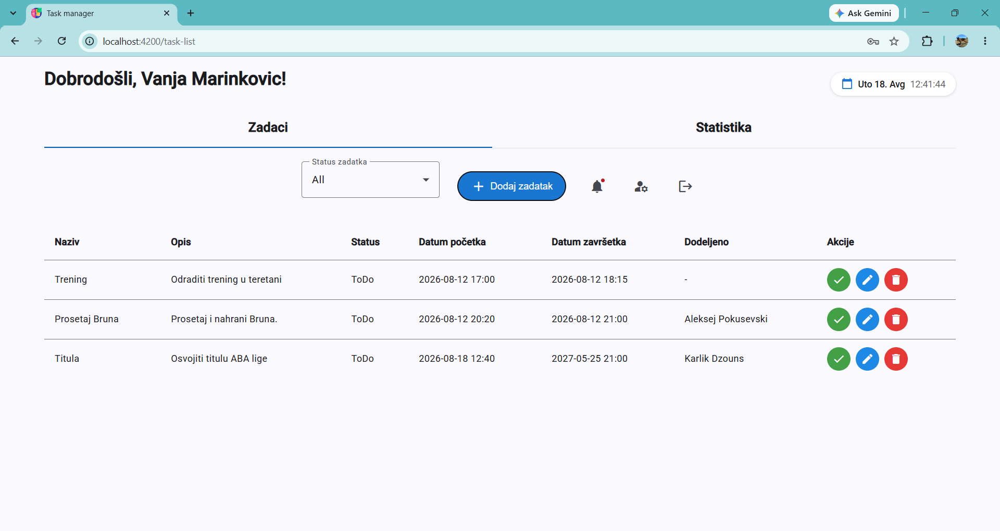 Task manager
Ask Gemini
localhost:4200/task-list
Dobrodošli, Vanja Marinkovic!
Uto 18. Avg 12:41:44
Zadaci Statistika
Status zadatka
All
Dodaj zadatak
Naziv Opis Status Datum početka Datum završetka Dodeljeno Akcije
Trening Odraditi trening u teretani ToDo 2026-08-12 17:00 2026-08-12 18:15 -
Prosetaj Bruna Prosetaj i nahrani Bruna. ToDo 2026-08-12 20:20 2026-08-12 21:00 Aleksej Pokusevski
Titula Osvojiti titulu ABA lige ToDo 2026-08-18 12:40 2027-05-25 21:00 Karlik Dzouns